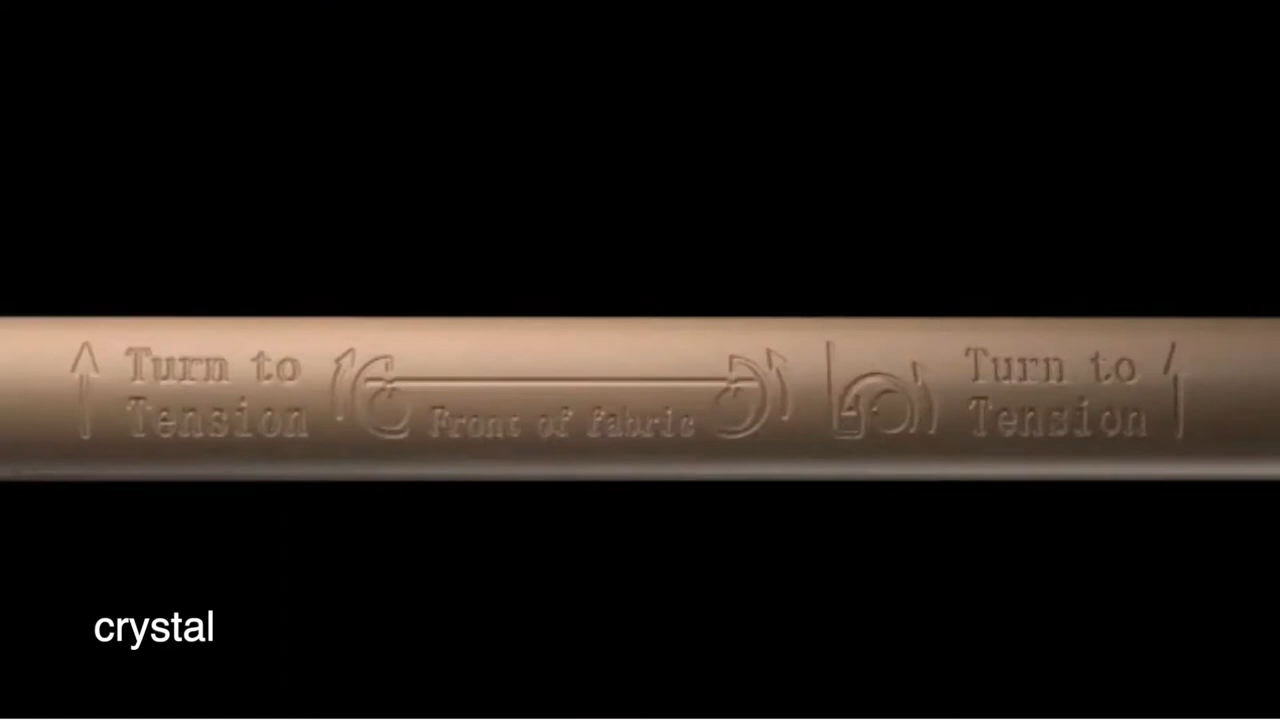 Turn to
Tension
Front of fabric
Turn to
Tension
crystal